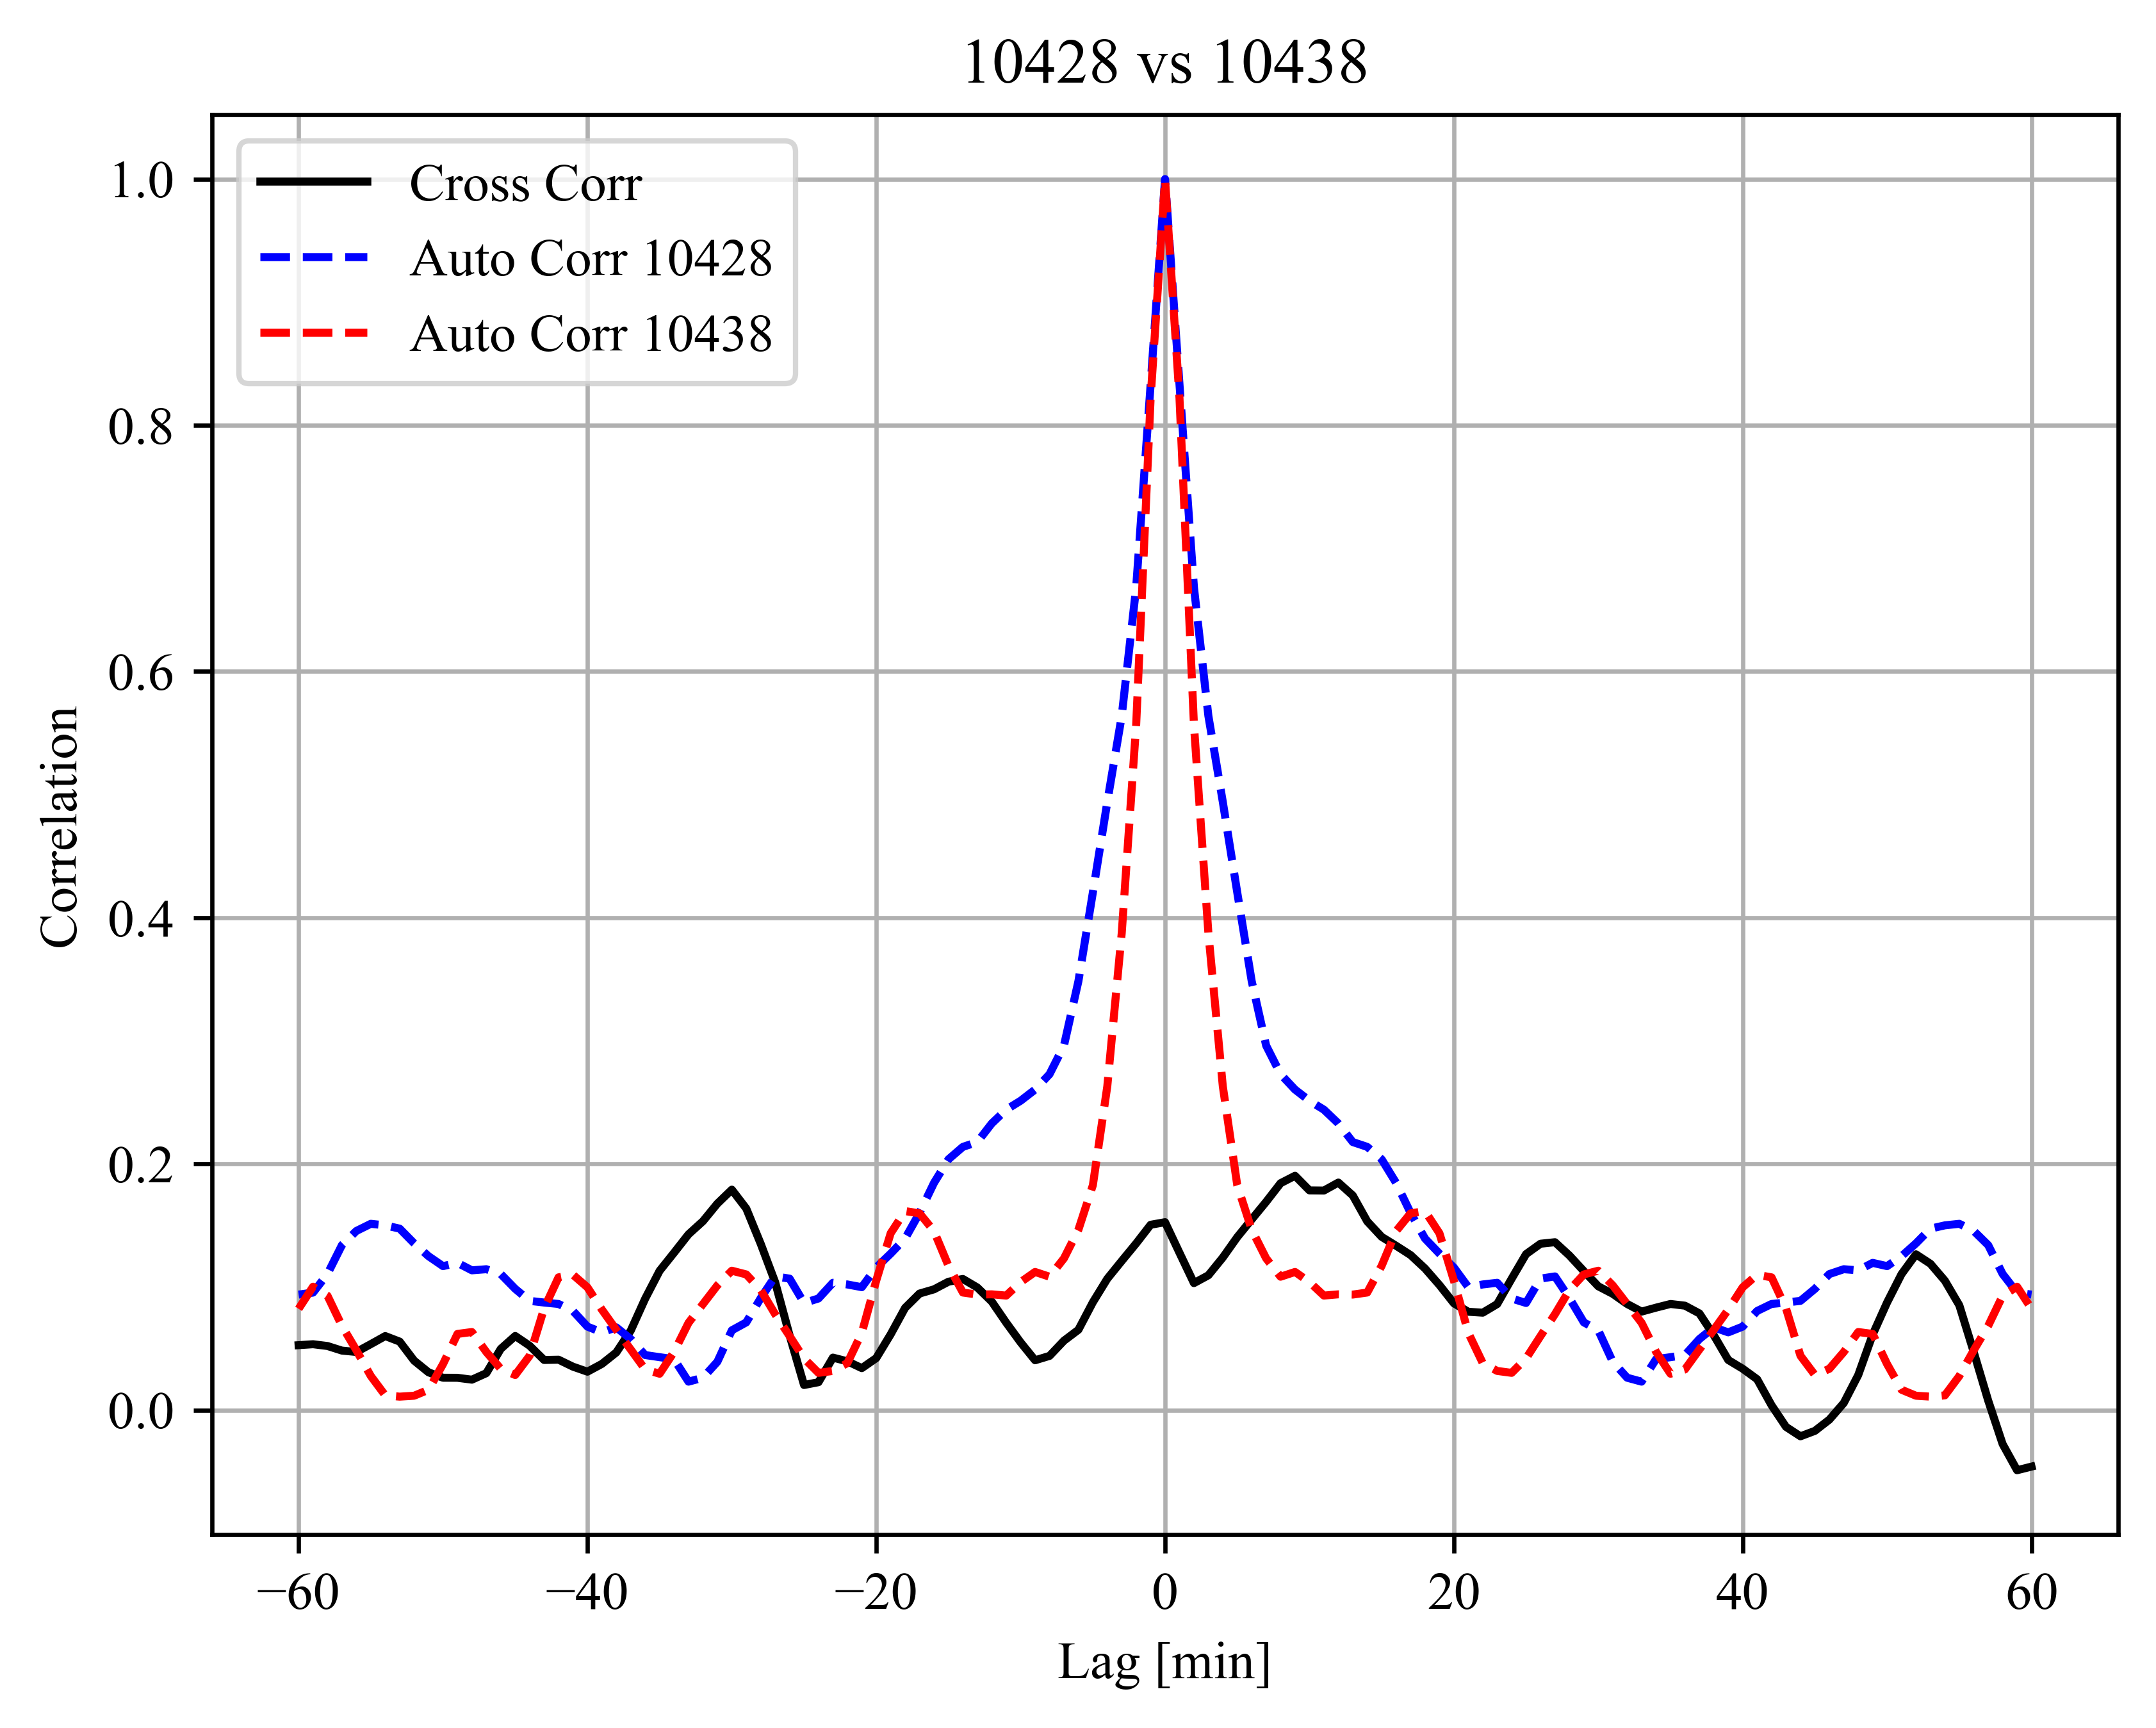 10428 vs 10438
Cross Corr
Auto Corr 10428
Auto Corr 10438
Correlation
1.0
0.8
0.6
0.4
0.2
0.0
−60 −40 −20 0 20 40 60
Lag [min]